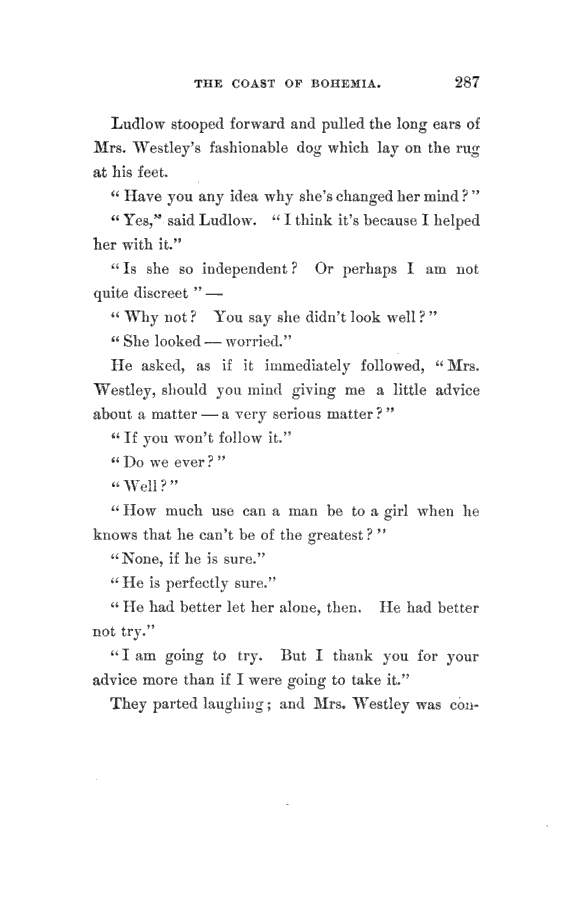 THE COAST OF BOHEMIA. 287
Ludlow stooped forward and pulled the long ears of
Mrs. Westley's fashionable dog which lay on the rug
at his feet.
"Have you any idea why she's changed her mind?"
"Yes," said Ludlow. "I think it's because I helped
her with it."
"Is she so independent? Or perhaps I am not
quite discreet"—
"Why not? You say she didn't look well?"
"She looked — worried."
He asked, as if it immediately followed, "Mrs.
Westley, should you mind giving me a little advice
about a matter — a very serious matter?"
"If you won't follow it."
"Do we ever?"
"Well?"
"How much use can a man be to a girl when he
knows that he can't be of the greatest?"
"None, if he is sure."
"He is perfectly sure."
"He had better let her alone, then. He had better
not try."
"I am going to try. But I thank you for your
advice more than if I were going to take it."
They parted laughing; and Mrs. Westley was con-